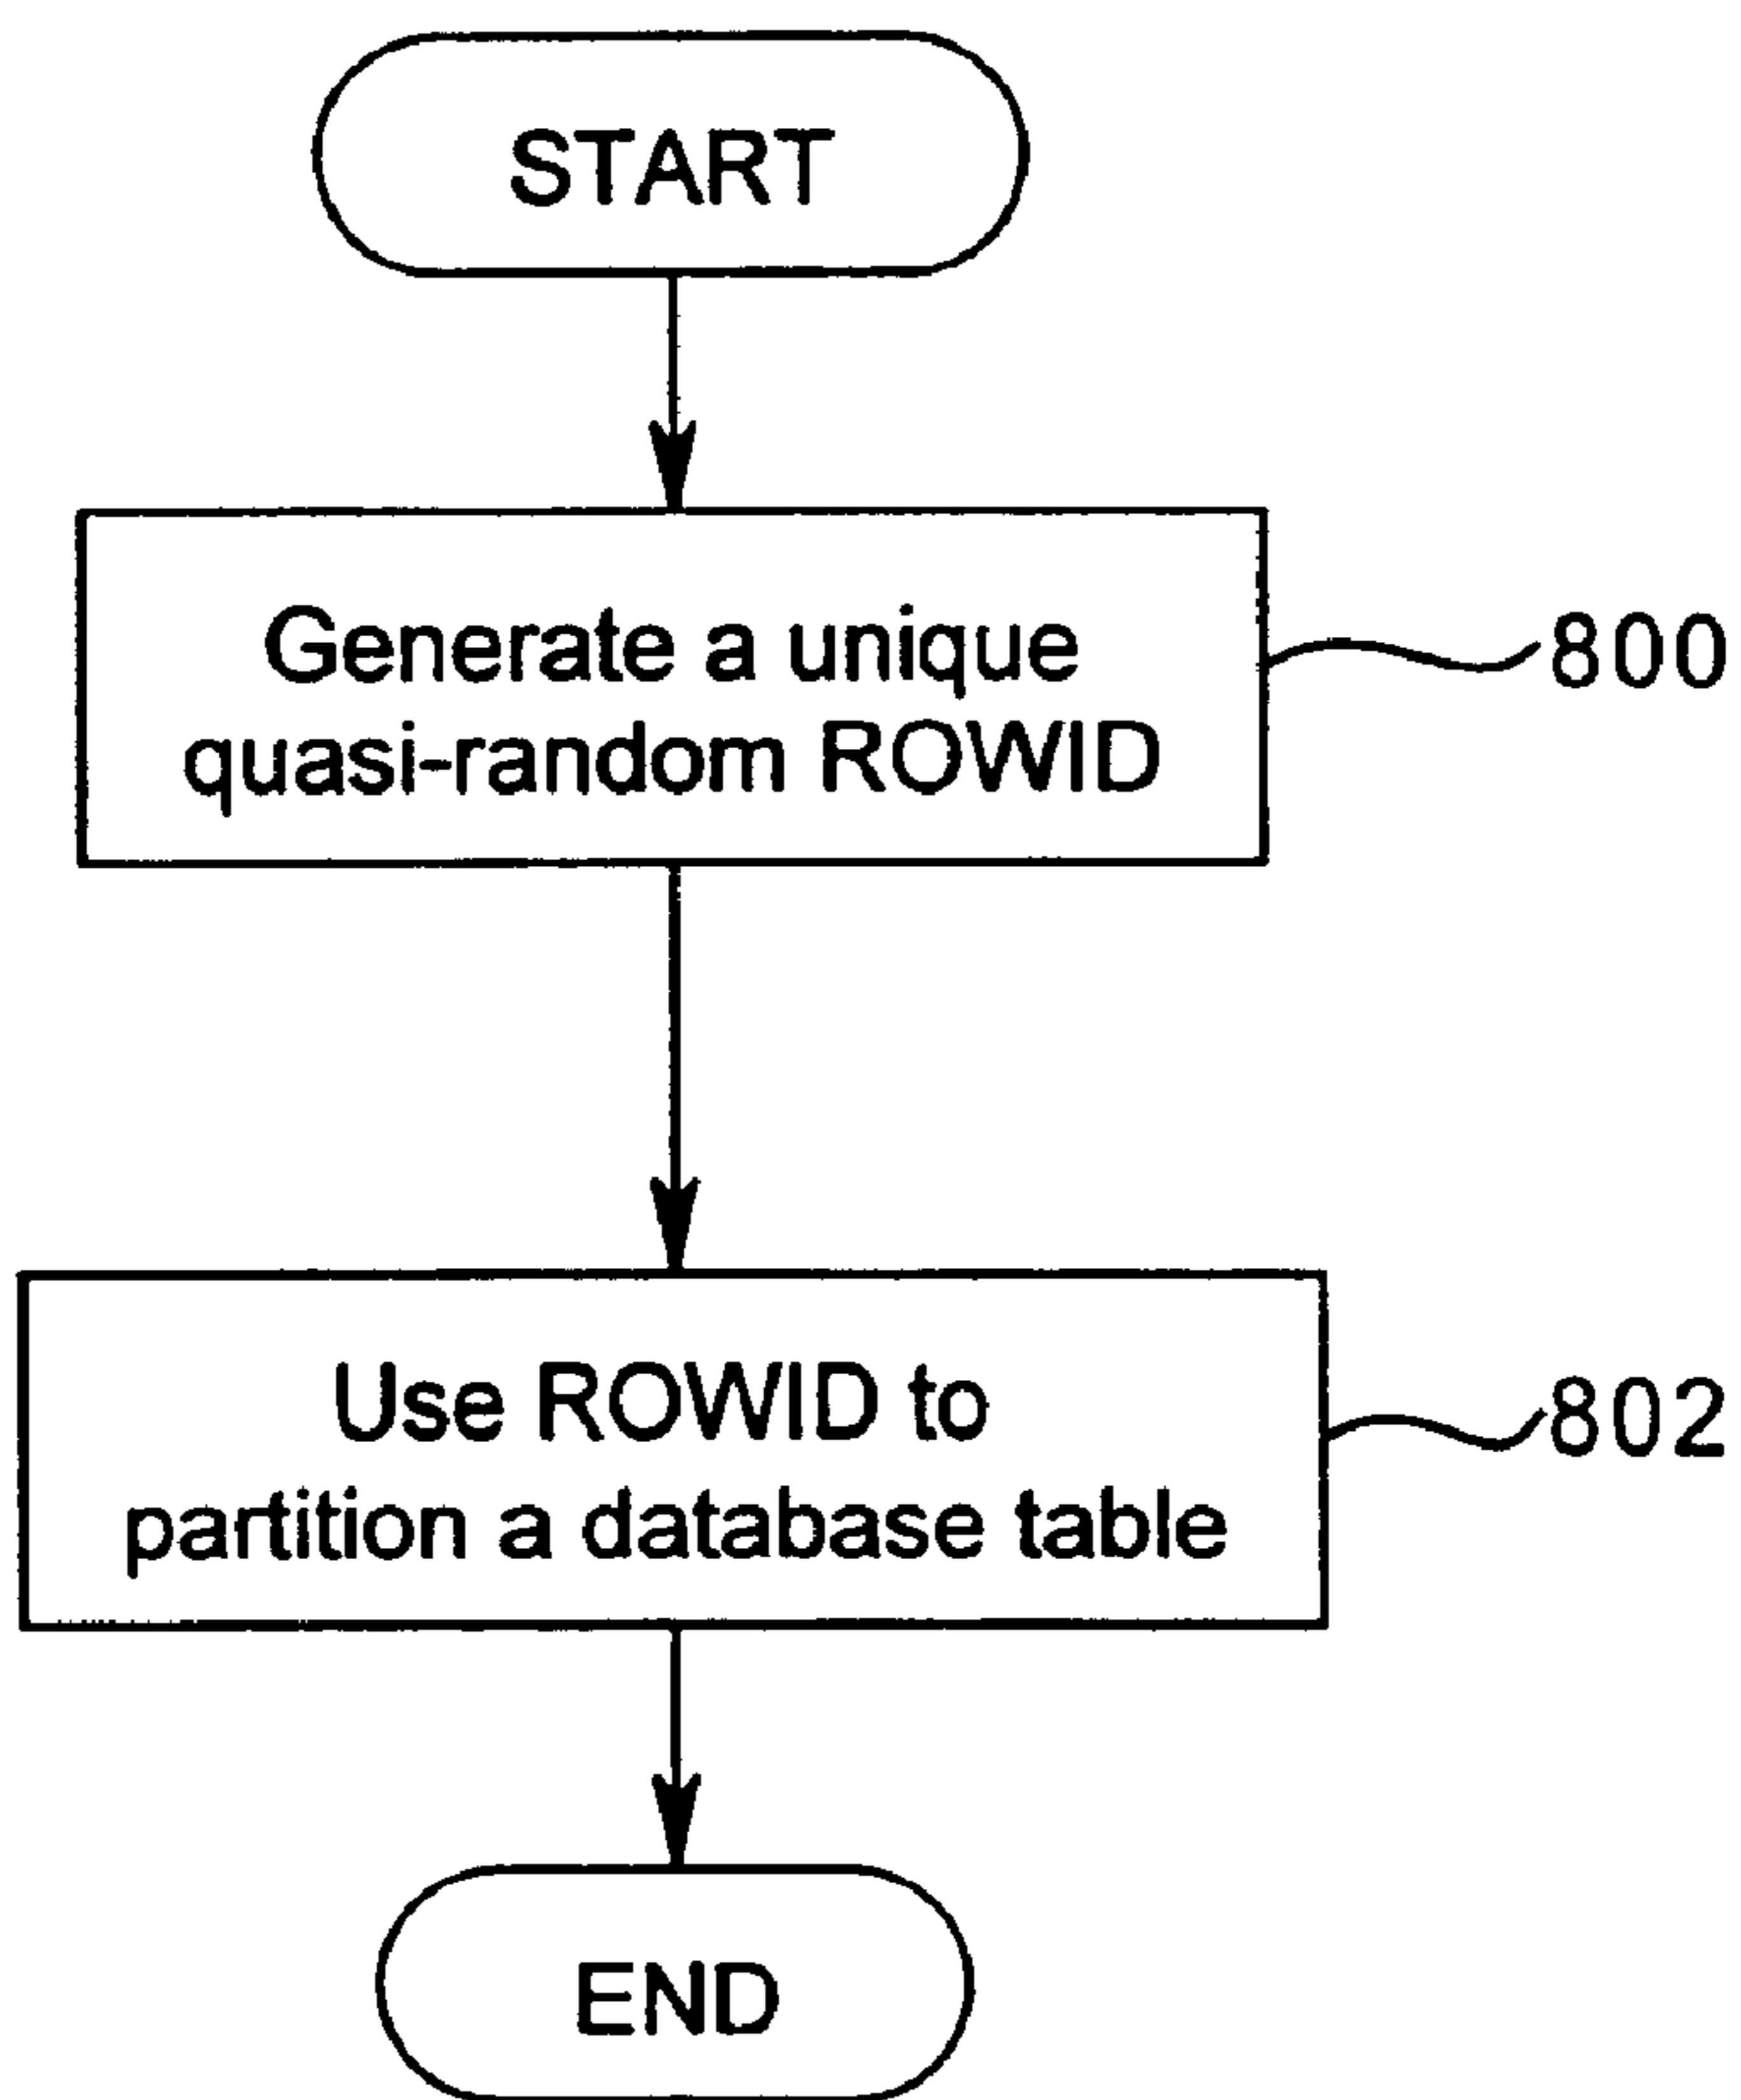 START
Generate a unique
quasi-random ROWID
800
Use ROWID to
partition a database table
802
END